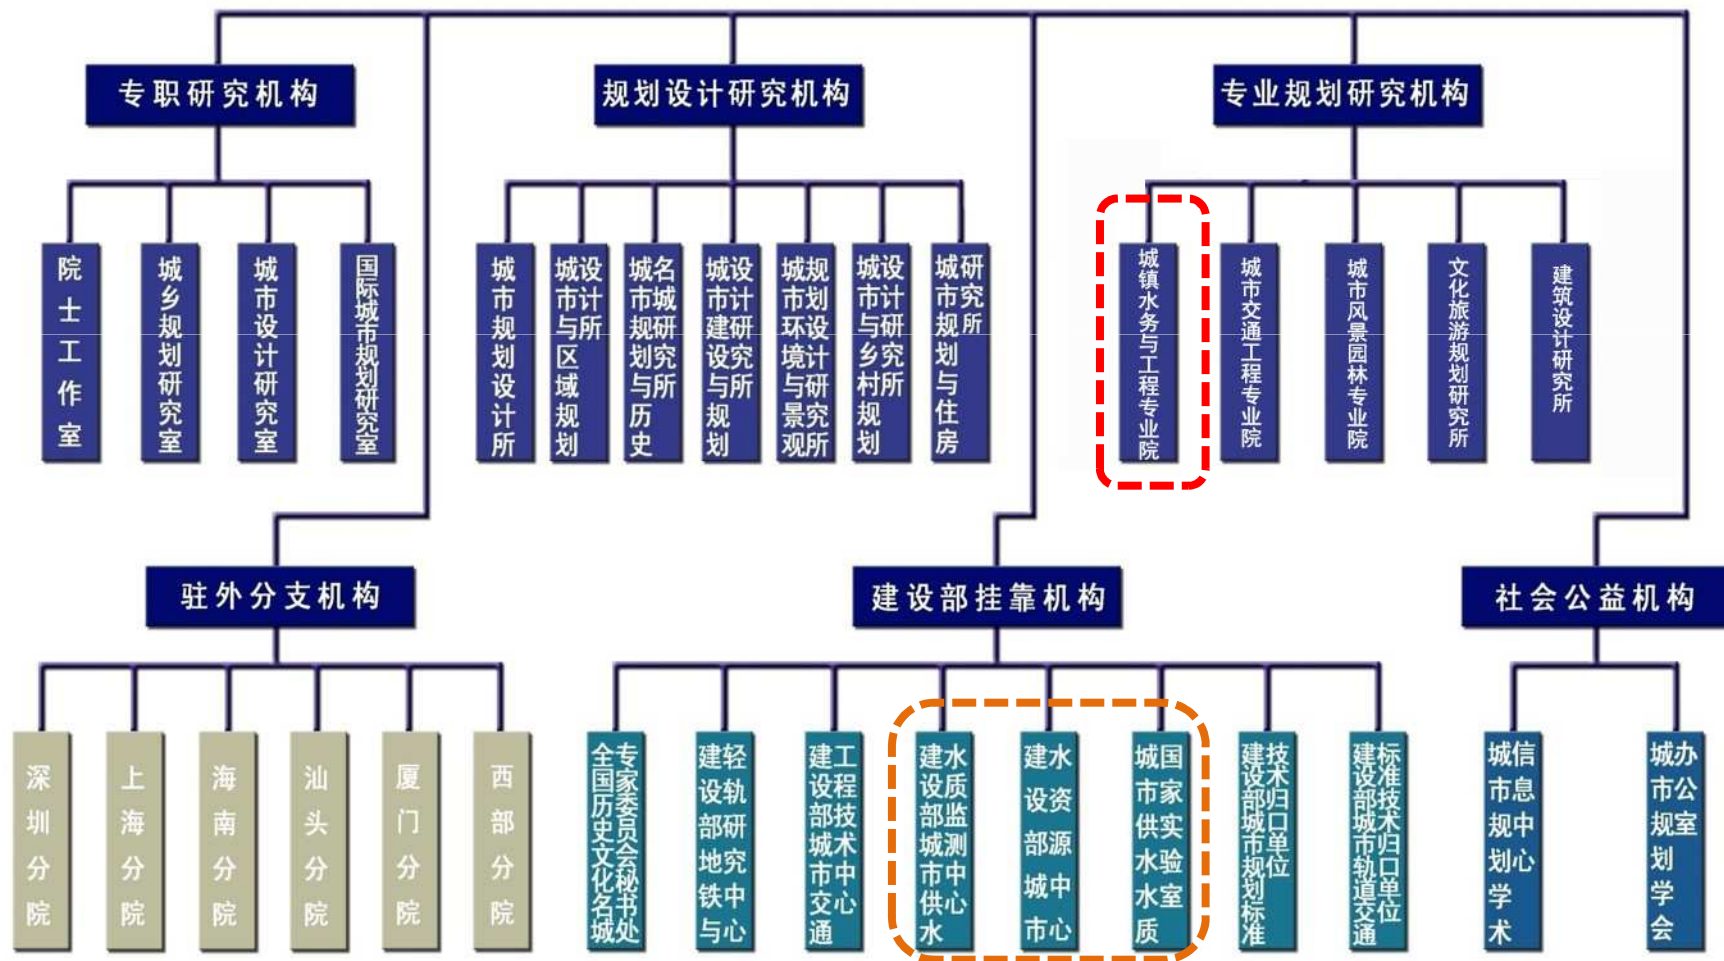 专职研究机构
规划设计研究机构
专业规划研究机构
院士工作室
城乡规划研究室
城市设计研究室
国际城市规划研究室
城市规划设计所
城市与区域规划
设计所
城市规划与历史
名城研究所
城市建设与规划
设计研究所
城市环境与景观
规划设计研究所
城市与乡村规划
设计研究所
城市规划与住房
研究所
城镇水务与工程专业院
城市交通工程专业院
城市风景园林专业院
文化旅游规划研究所
建筑设计研究所
驻外分支机构
建设部挂靠机构
社会公益机构
深圳分院
上海分院
海南分院
汕头分院
厦门分院
西部分院
全国历史文化名城
专家委员会秘书处
建设部地铁与
轻轨研究中心
建设部城市交通
工程技术中心
建设部城市供水
水质监测中心
建设部城市
水资源中心
城市供水水质
国家实验室
建设部城市规划标准
技术归口单位
建设部城市轨道交通
标准技术归口单位
城市规划学术
信息中心
城市规划学会
办公室